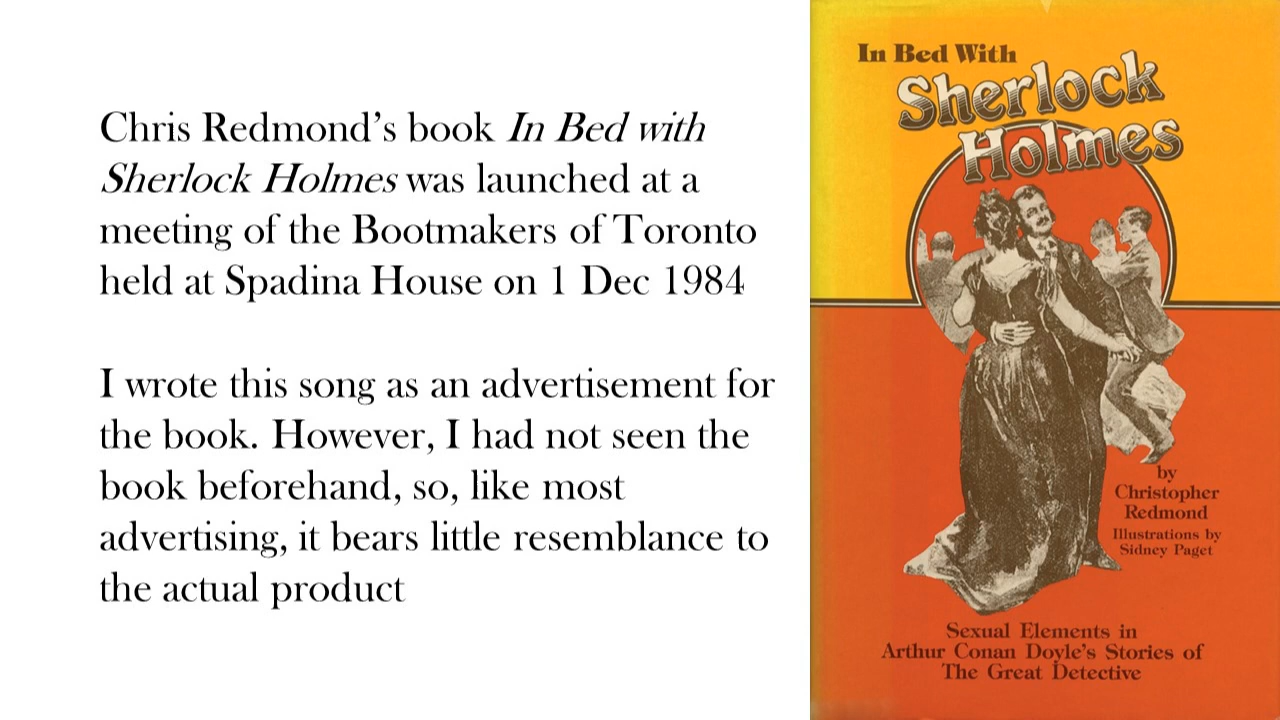 Chris Redmond’s book In Bed with
Sherlock Holmes was launched at a
meeting of the Bootmakers of Toronto
held at Spadina House on 1 Dec 1984
I wrote this song as an advertisement for
the book. However, I had not seen the
book beforehand, so, like most
advertising, it bears little resemblance to
the actual product
In Bed With
Sherlock
Holmes
by
Christopher
Redmond
Illustrations by
Sidney Paget
Sexual Elements in
Arthur Conan Doyle’s Stories of
The Great Detective